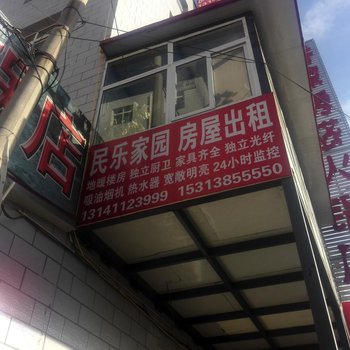 民乐家园 房屋出租
地暖楼房 独立厨卫 家具齐全 独立光纤
吸油烟机 热水器 宽敞明亮 24小时监控
13141123999 15313855550
店